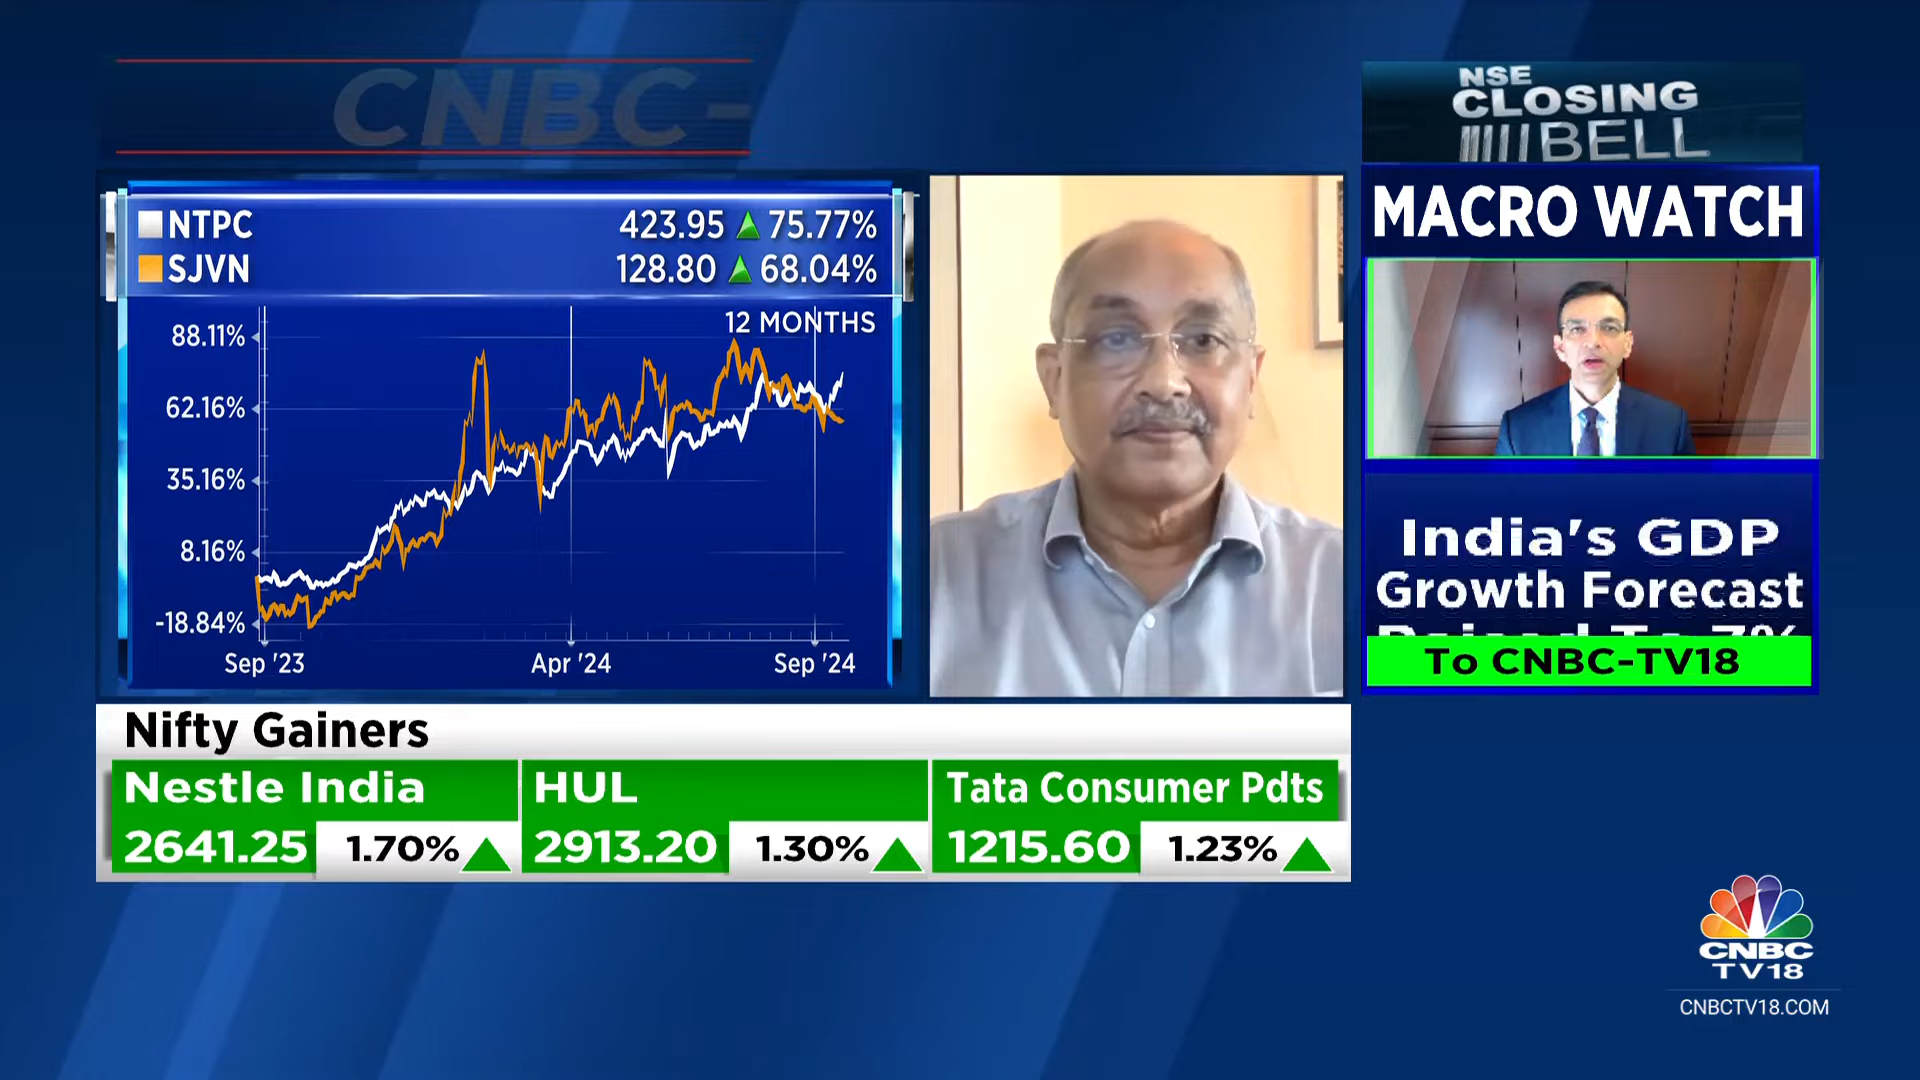 CNBC-
NSE
CLOSING
BELL
NTPC 423.95 75.77%
SJVN 128.80 68.04%
12 MONTHS
88.11%
62.16%
35.16%
8.16%
-18.84%
Sep '23 Apr '24 Sep '24
MACRO WATCH
India's GDP
Growth Forecast
Raised To 7%
To CNBC-TV18
Nifty Gainers
Nestle India
2641.25 1.70%
HUL
2913.20 1.30%
Tata Consumer Pdts
1215.60 1.23%
CNBC
TV18
CNBCTV18.COM